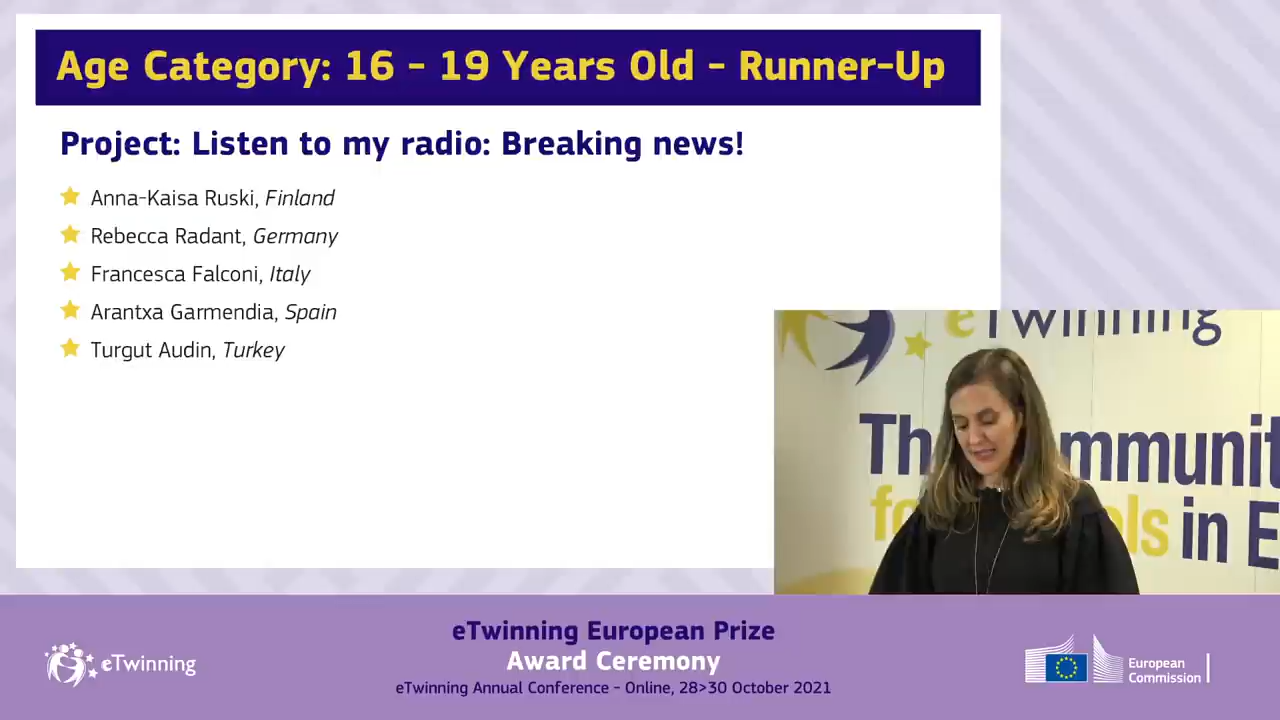 Age Category: 16 - 19 Years Old - Runner-Up
Project: Listen to my radio: Breaking news!
Anna-Kaisa Ruski, Finland
Rebecca Radant, Germany
Francesca Falconi, Italy
Arantxa Garmendia, Spain
Turgut Audin, Turkey
eTwinning
in
eTwinning European Prize
Award Ceremony
eTwinning Annual Conference - Online, 28>30 October 2021
eTwinning
European
Commission